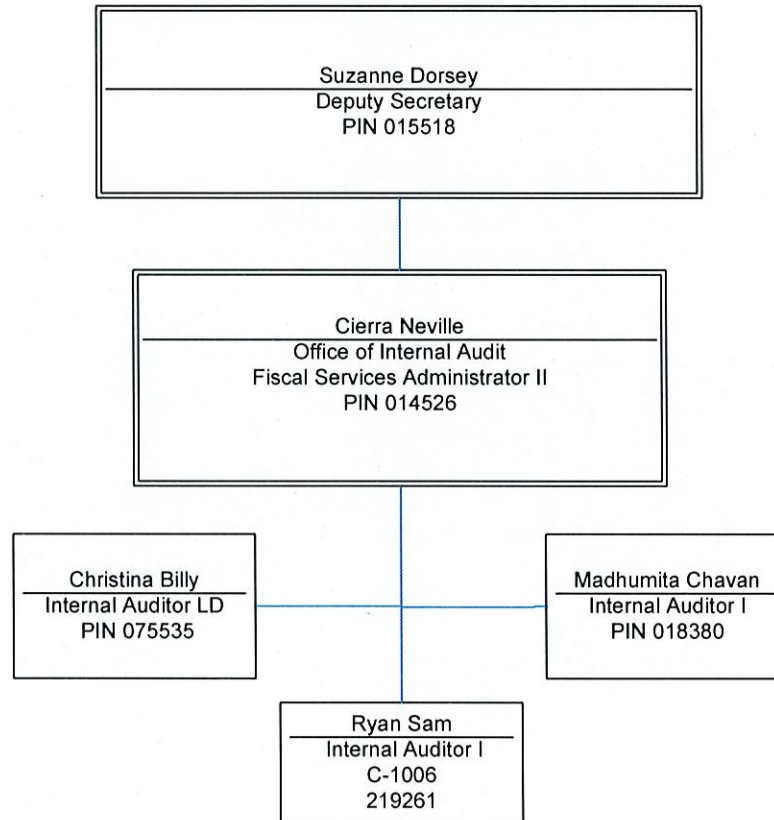 Suzanne Dorsey
Deputy Secretary
PIN 015518
Cierra Neville
Office of Internal Audit
Fiscal Services Administrator II
PIN 014526
Christina Billy
Internal Auditor LD
PIN 075535
Madhumita Chavan
Internal Auditor I
PIN 018380
Ryan Sam
Internal Auditor I
C-1006
219261